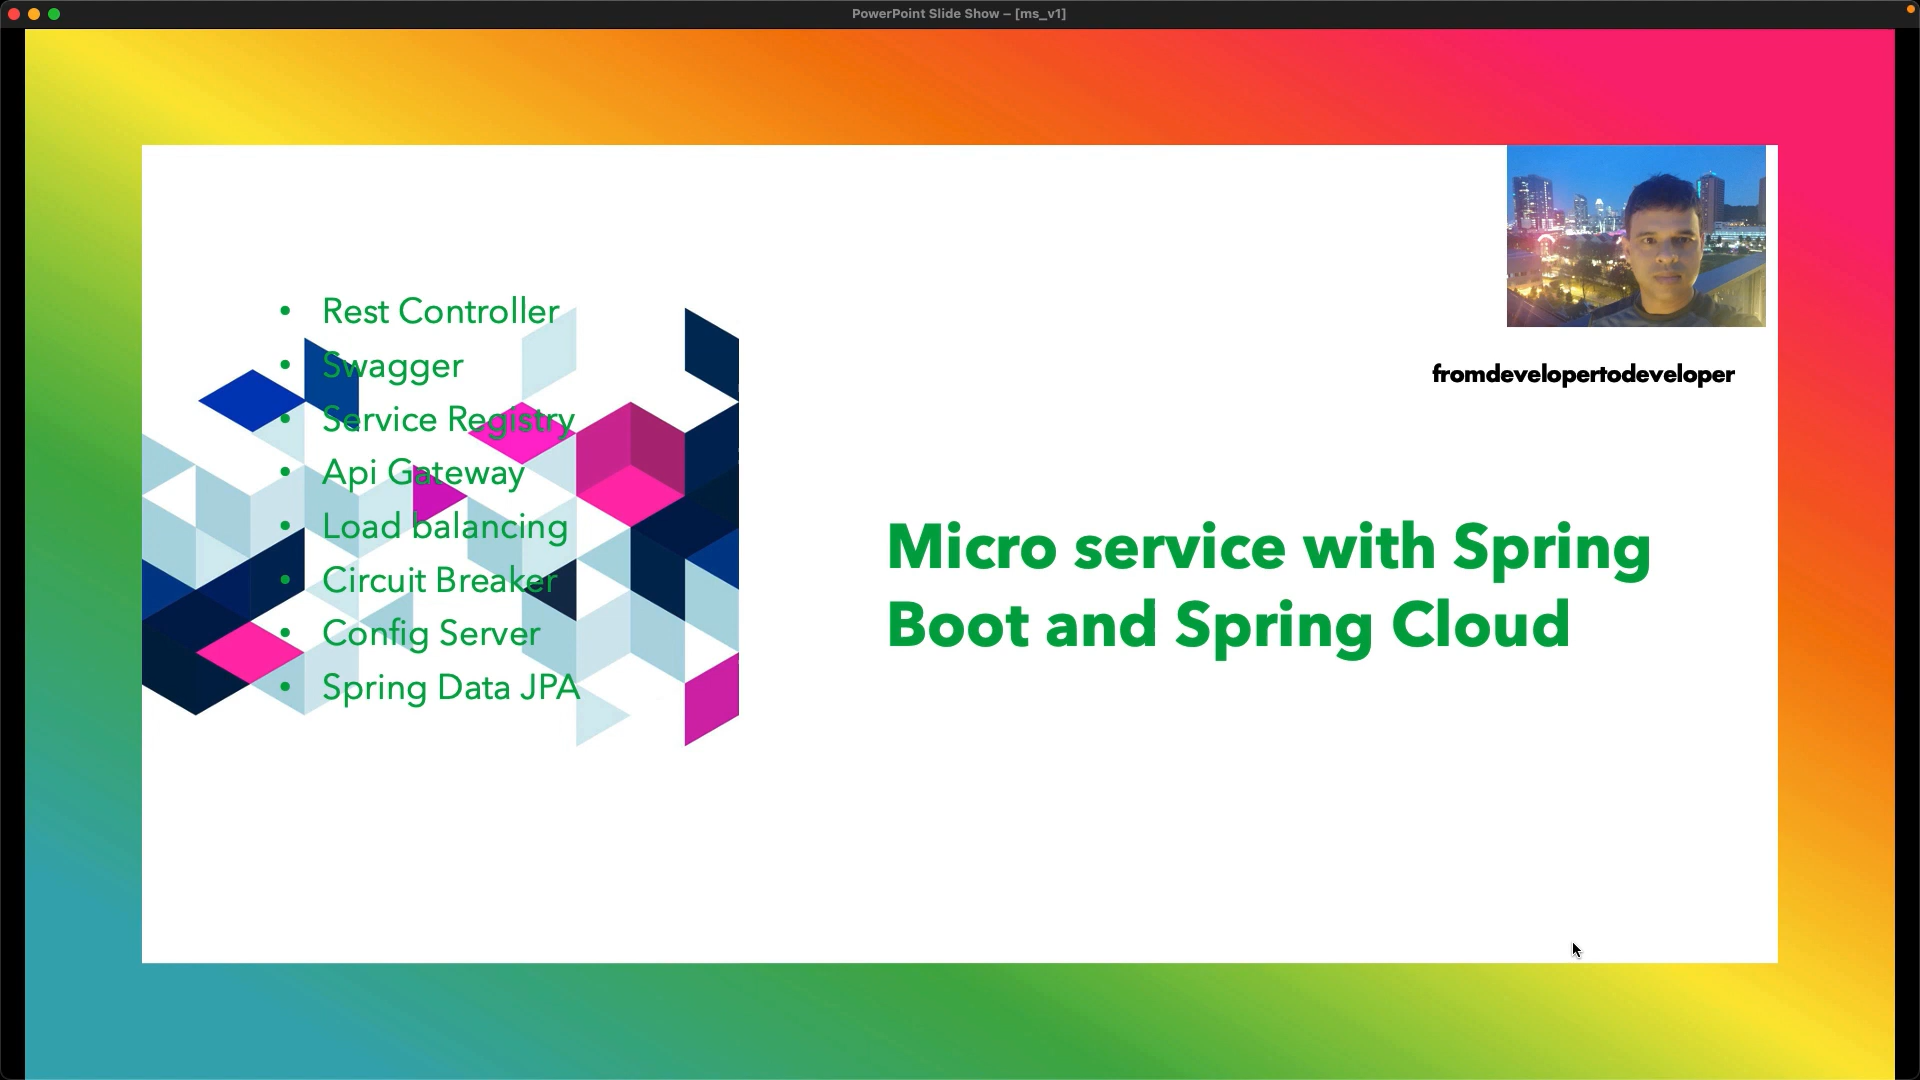 PowerPoint Slide Show – [ms_v1]
fromdevelopertodeveloper
• Rest Controller
• Swagger
• Service Registry
• Api Gateway
• Load balancing
• Circuit Breaker
• Config Server
• Spring Data JPA
Micro service with Spring
Boot and Spring Cloud